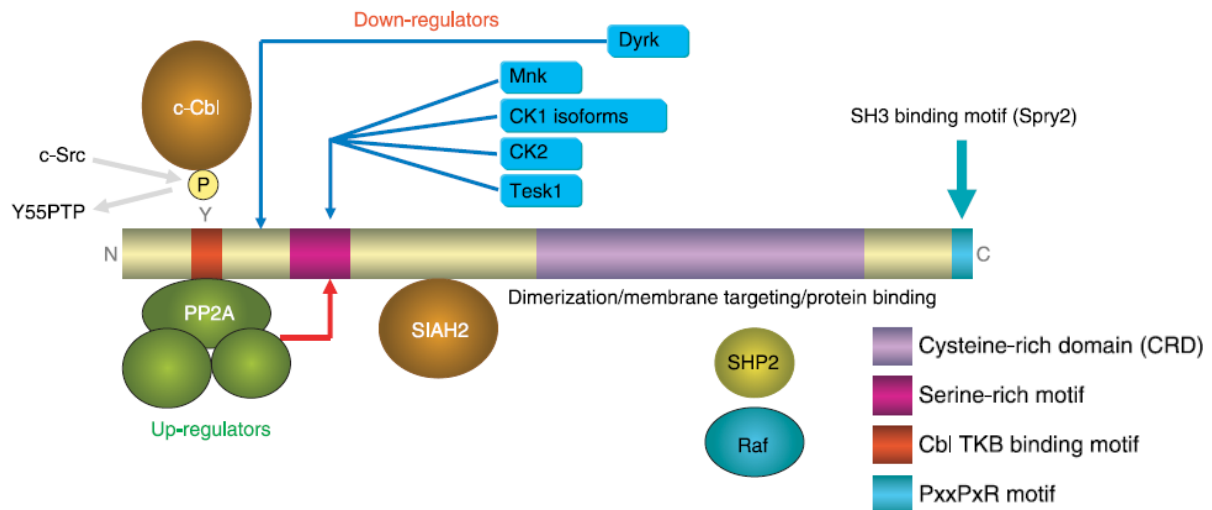 Down-regulators
Dyrk
Mnk
c-Cbl
CK1 isoforms
SH3 binding motif (Spry2)
CK2
c-Src
P
Tesk1
Y55PTP
Y
N
C
PP2A
SIAH2
Dimerization/membrane targeting/protein binding
SHP2
Cysteine-rich domain (CRD)
Serine-rich motif
Up-regulators
Raf
Cbl TKB binding motif
PxxPxR motif